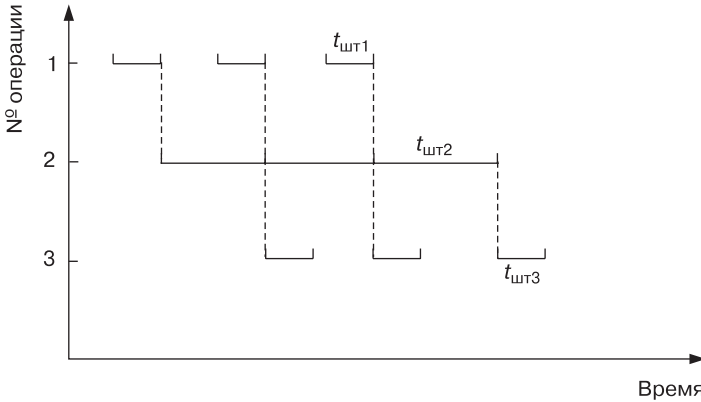 № операции
1
tшт1
2
tшт2
3
tшт3
Время